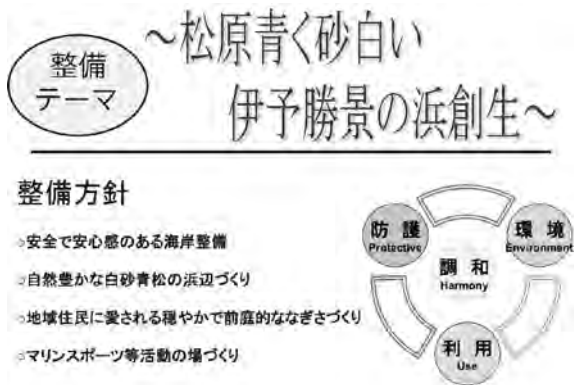 整備
テーマ
～松原青く砂白い
伊予勝景の浜創生～
整備方針
○安全で安心感のある海岸整備
○自然豊かな白砂青松の浜辺づくり
○地域住民に愛される穏やかで前庭的ななぎさづくり
○マリンスポーツ等活動の場づくり
防護
Protective
環境
Environment
調和
Harmony
利用
Use